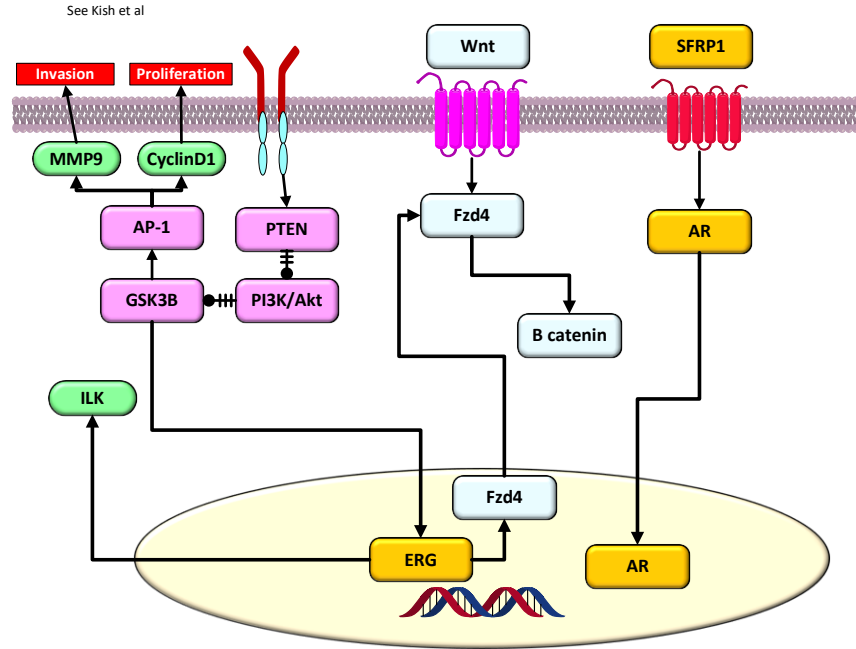 See Kish et al
Wnt
SFRP1
Invasion
Proliferation
MMP9
CyclinD1
AP-1
PTEN
Fzd4
AR
GSK3B
PI3K/Akt
B catenin
ILK
Fzd4
ERG
AR